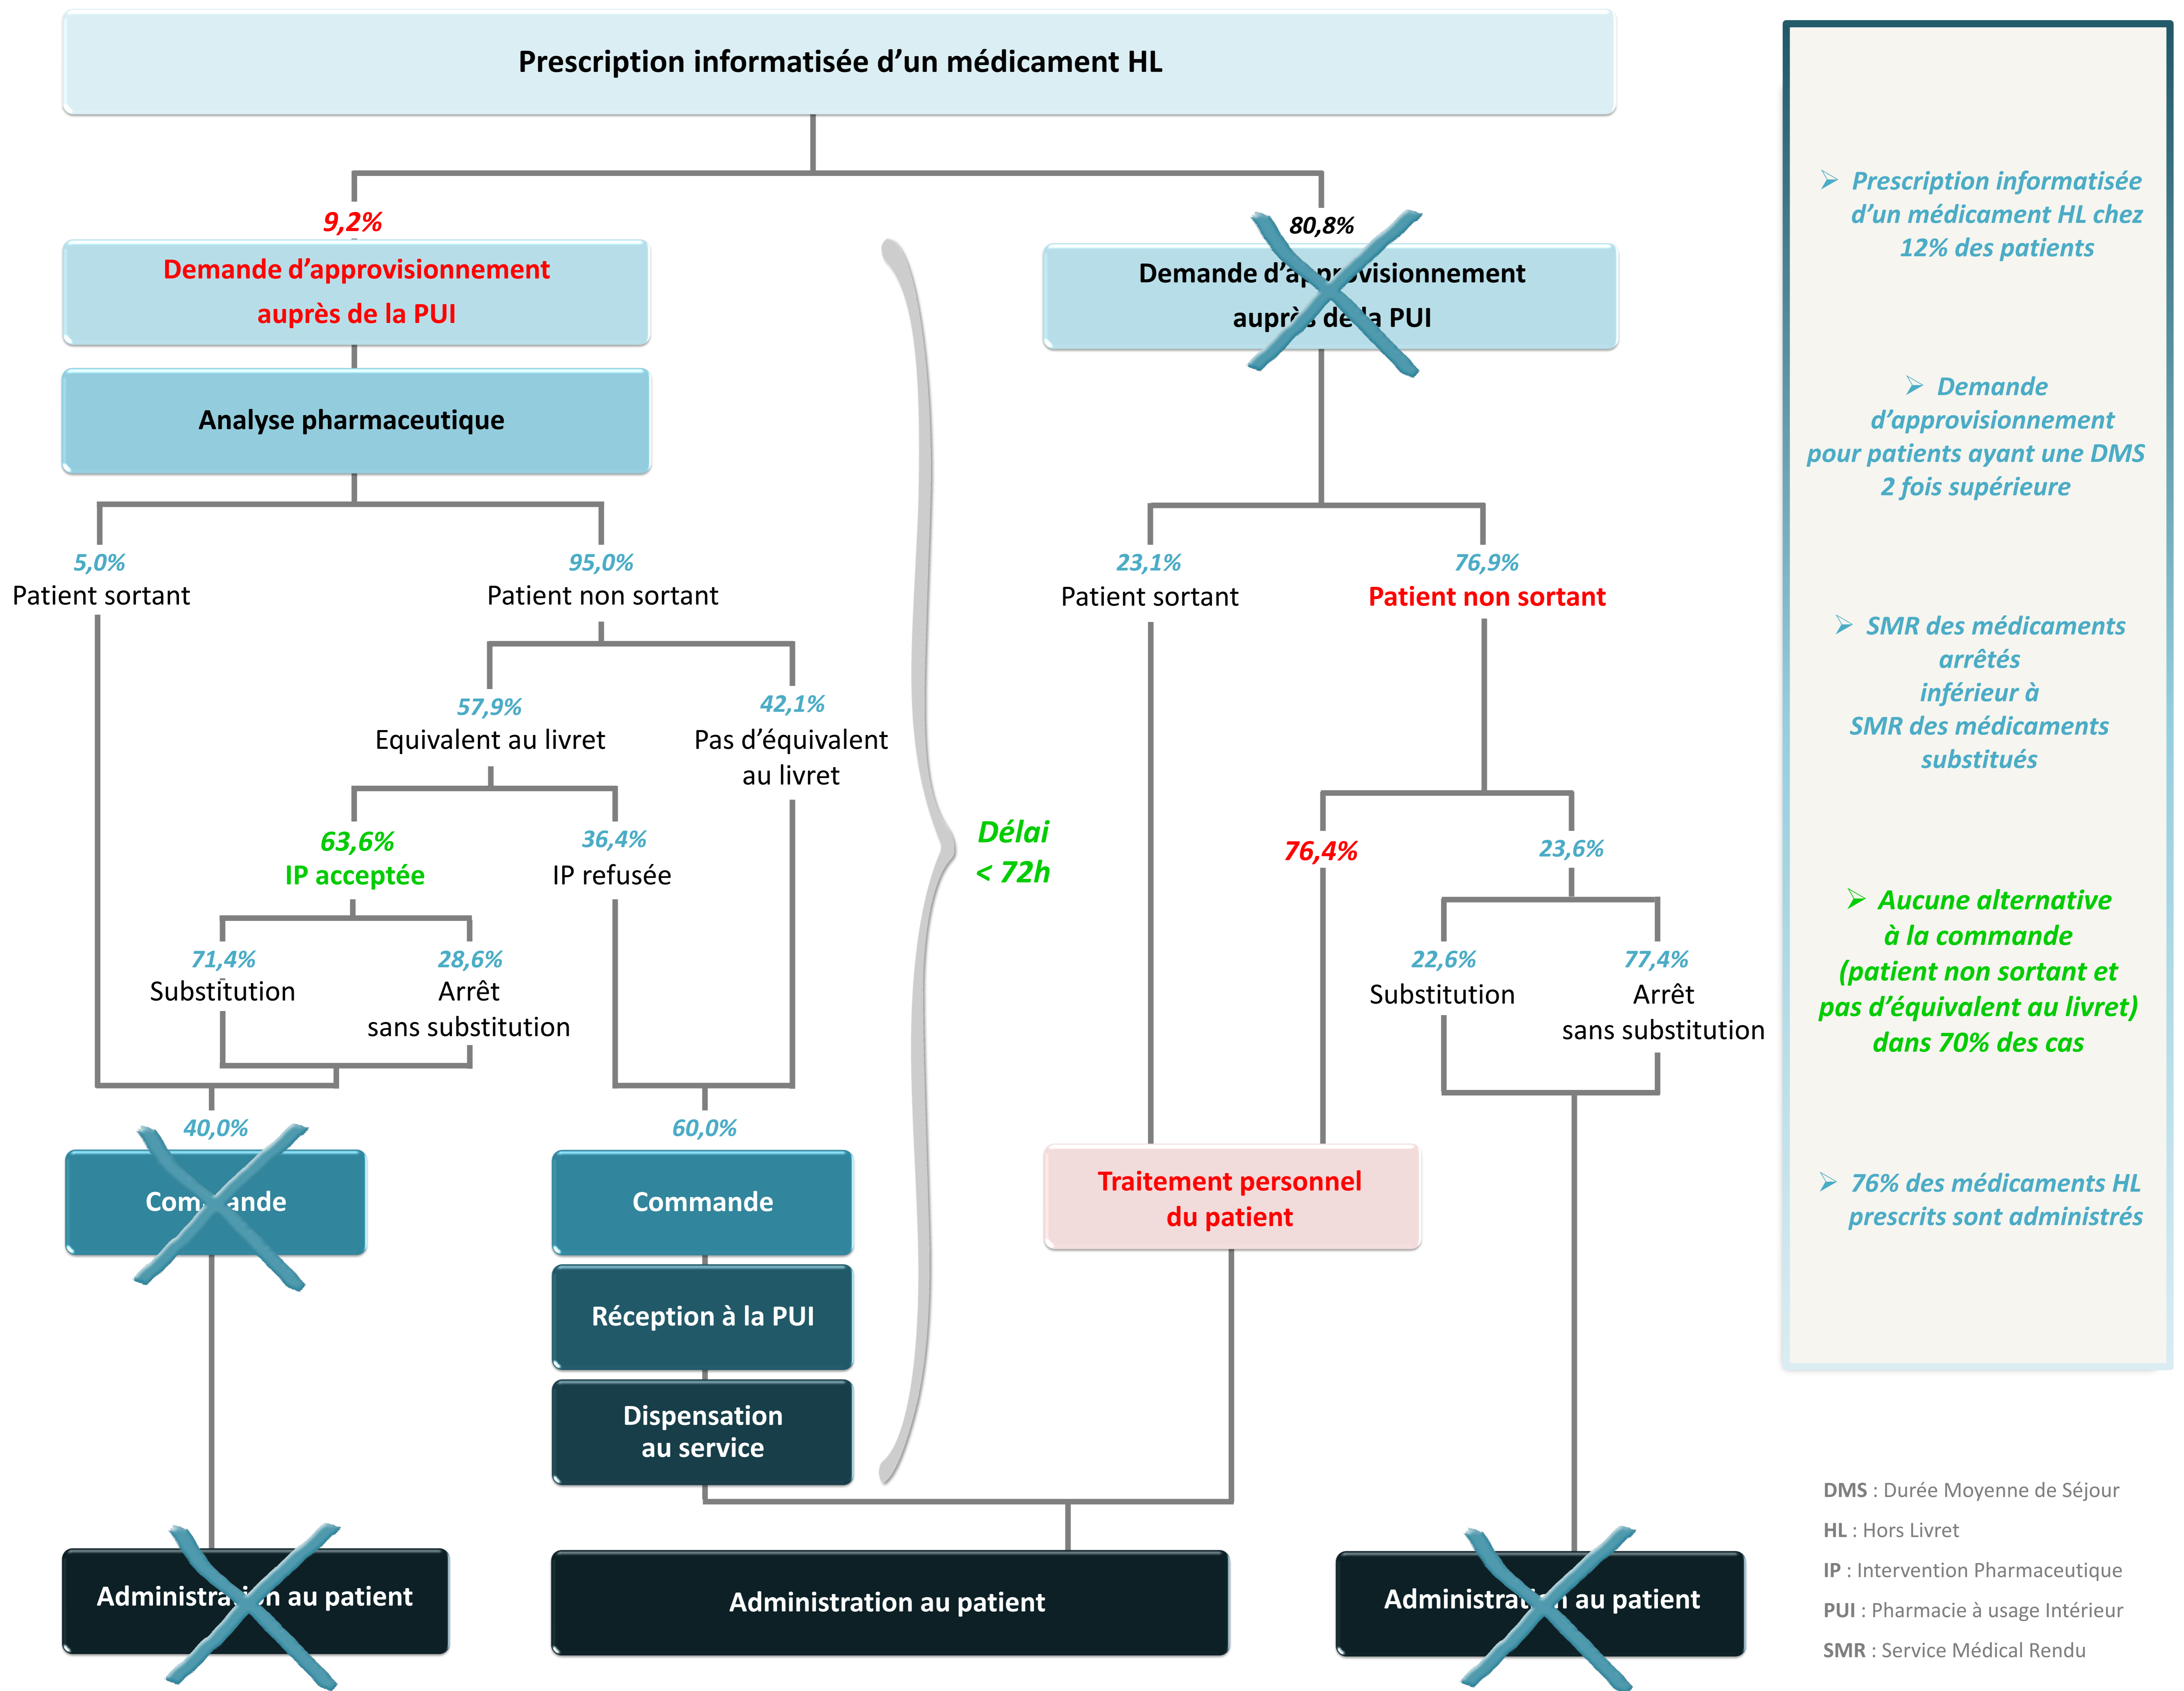 Prescription informatisée d’un médicament HL
9,2%
Demande d’approvisionnement
auprès de la PUI
Analyse pharmaceutique
5,0%
Patient sortant
95,0%
Patient non sortant
57,9%
Equivalent au livret
42,1%
Pas d’équivalent
au livret
63,6%
IP acceptée
36,4%
IP refusée
71,4%
Substitution
28,6%
Arrêt
sans substitution
40,0%
Commande
60,0%
Commande
Réception à la PUI
Dispensation
au service
Délai
< 72h
80,8%
Demande d’approvisionnement
auprès de la PUI
23,1%
Patient sortant
76,9%
Patient non sortant
76,4%
23,6%
22,6%
Substitution
77,4%
Arrêt
sans substitution
Traitement personnel
du patient
Administration au patient
Administration au patient
Administration au patient
➢ Prescription informatisée
d’un médicament HL chez
12% des patients
➢ Demande
d’approvisionnement
pour patients ayant une DMS
2 fois supérieure
➢ SMR des médicaments
arrêtés
inférieur à
SMR des médicaments
substitués
➢ Aucune alternative
à la commande
(patient non sortant et
pas d’équivalent au livret)
dans 70% des cas
➢ 76% des médicaments HL
prescrits sont administrés
DMS : Durée Moyenne de Séjour
HL : Hors Livret
IP : Intervention Pharmaceutique
PUI : Pharmacie à usage Intérieur
SMR : Service Médical Rendu